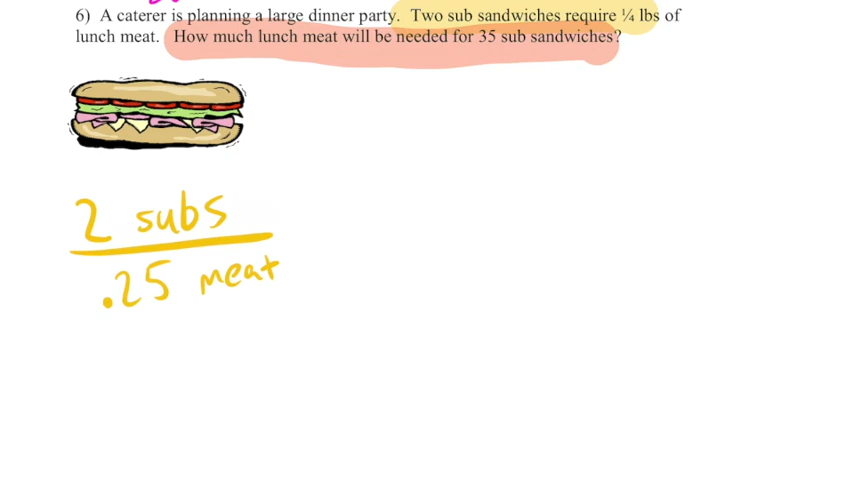 6) A caterer is planning a large dinner party. Two sub sandwiches require ¼ lbs of
lunch meat. How much lunch meat will be needed for 35 sub sandwiches?
2 subs
.25 meat